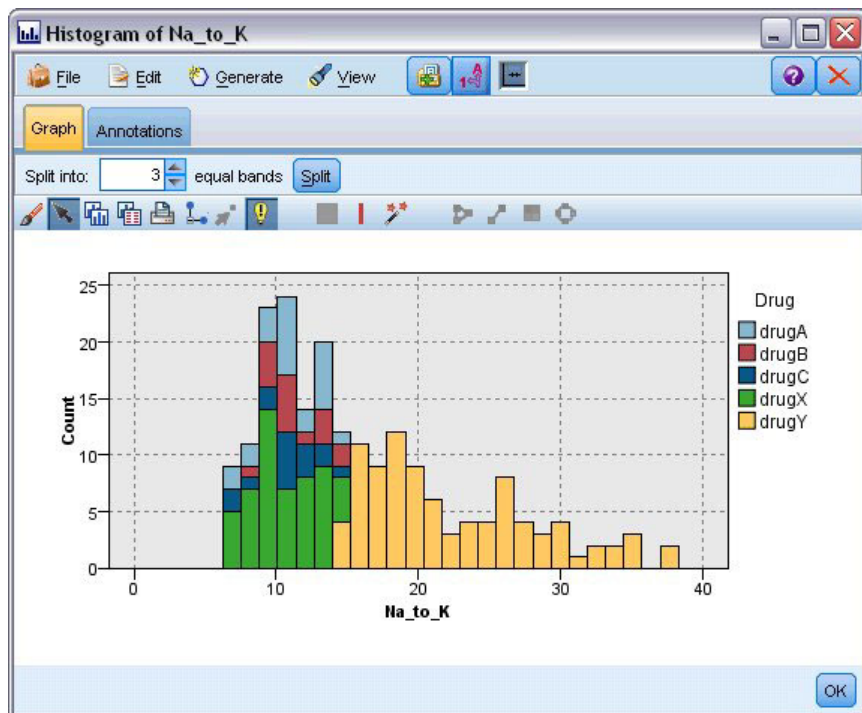 Histogram of Na_to_K
File Edit Generate View
Graph Annotations
Split into: 3 equal bands Split
25
20
15
10
5
0
Count
0 10 20 30 40
Na_to_K
Drug
drugA
drugB
drugC
drugX
drugY
OK